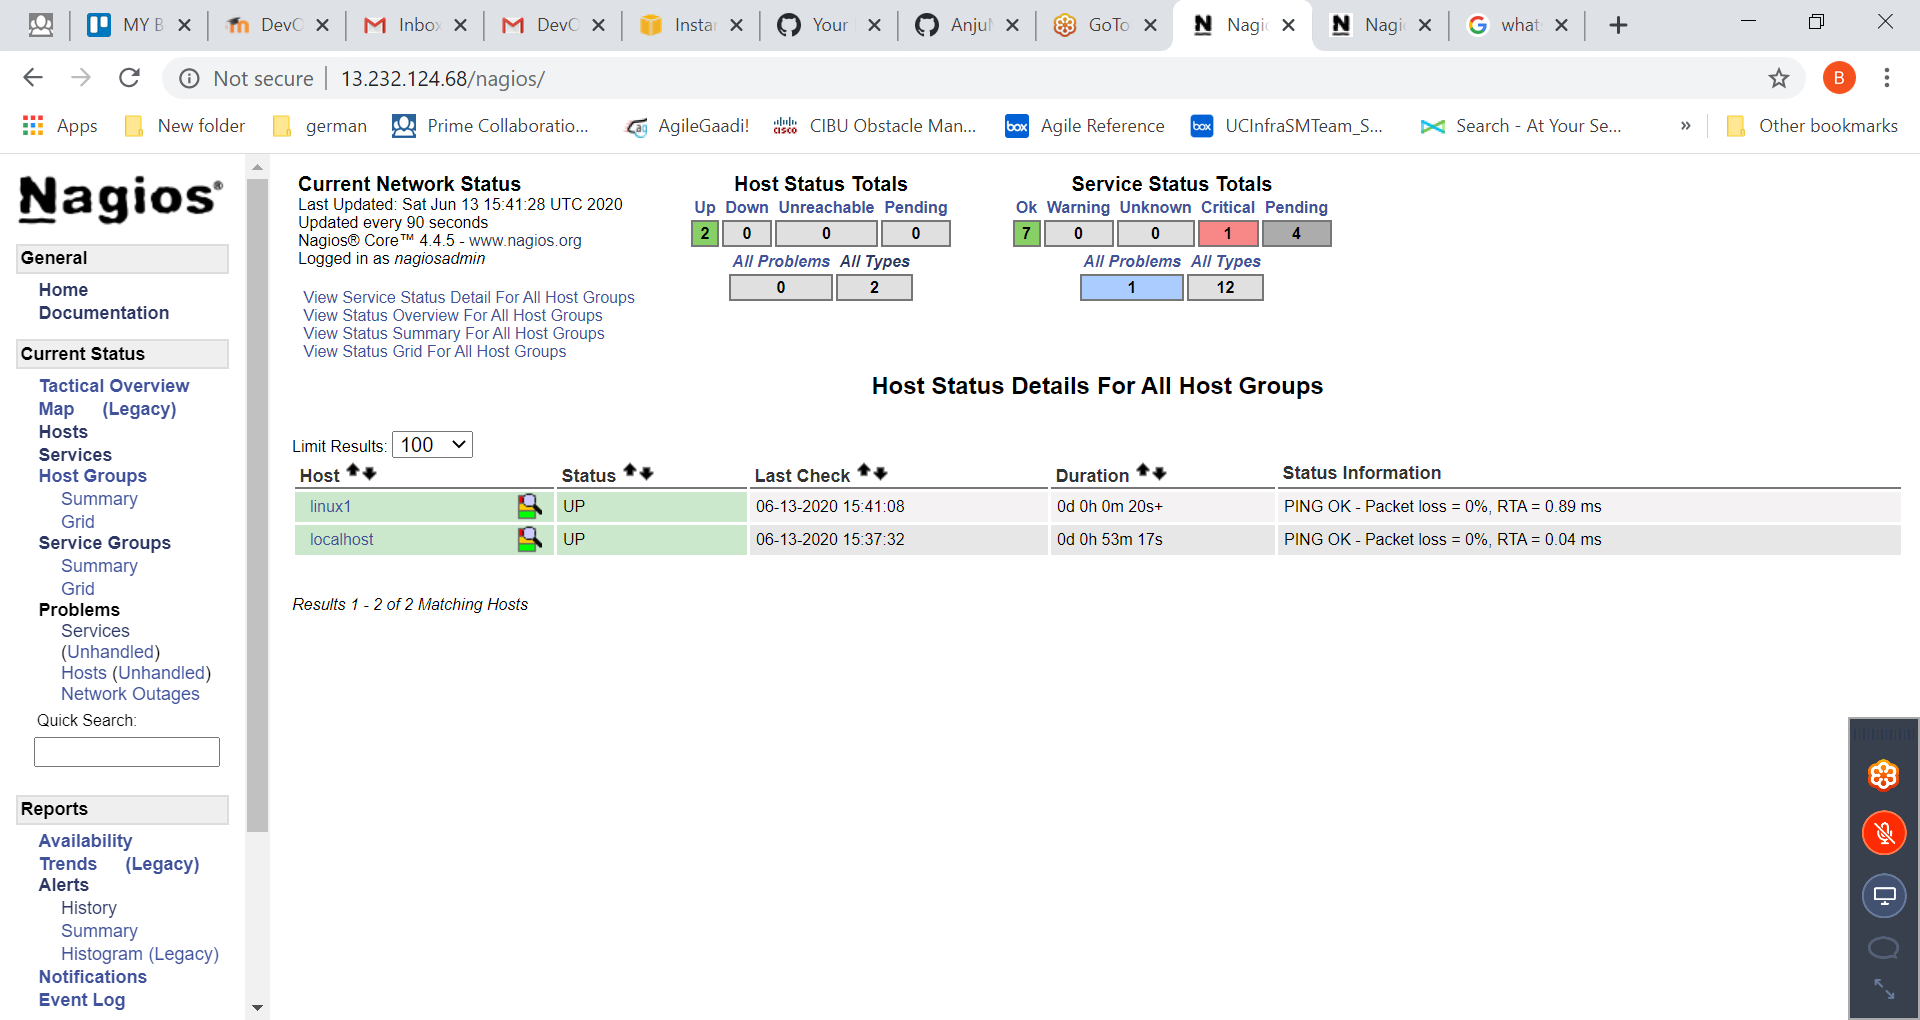 MY B
DevO
Inbox
DevO
Instar
Your
AnjuN
GoTo
Nagio
Nagio
what
Not secure
13.232.124.68/nagios/
B
Apps
New folder
german
Prime Collaboratio...
AgileGaadi!
CIBU Obstacle Man...
Agile Reference
UCInfraSMTeam_S...
Search - At Your Se...
»
Other bookmarks
Nagios®
General
Home
Documentation
Current Status
Tactical Overview
Map (Legacy)
Hosts
Services
Host Groups
Summary
Grid
Service Groups
Summary
Grid
Problems
Services
(Unhandled)
Hosts (Unhandled)
Network Outages
Quick Search:
Reports
Availability
Trends (Legacy)
Alerts
History
Summary
Histogram (Legacy)
Notifications
Event Log
Current Network Status
Last Updated: Sat Jun 13 15:41:28 UTC 2020
Updated every 90 seconds
Nagios® Core™ 4.4.5 - www.nagios.org
Logged in as nagiosadmin
View Service Status Detail For All Host Groups
View Status Overview For All Host Groups
View Status Summary For All Host Groups
View Status Grid For All Host Groups
Host Status Totals
Up Down Unreachable Pending
2 0 0 0
All Problems All Types
0 2
Service Status Totals
Ok Warning Unknown Critical Pending
7 0 0 1 4
All Problems All Types
1 12
Host Status Details For All Host Groups
Limit Results: 100
Host Status Last Check Duration Status Information
linux1 UP 06-13-2020 15:41:08 0d 0h 0m 20s+ PING OK - Packet loss = 0%, RTA = 0.89 ms
localhost UP 06-13-2020 15:37:32 0d 0h 53m 17s PING OK - Packet loss = 0%, RTA = 0.04 ms
Results 1 - 2 of 2 Matching Hosts